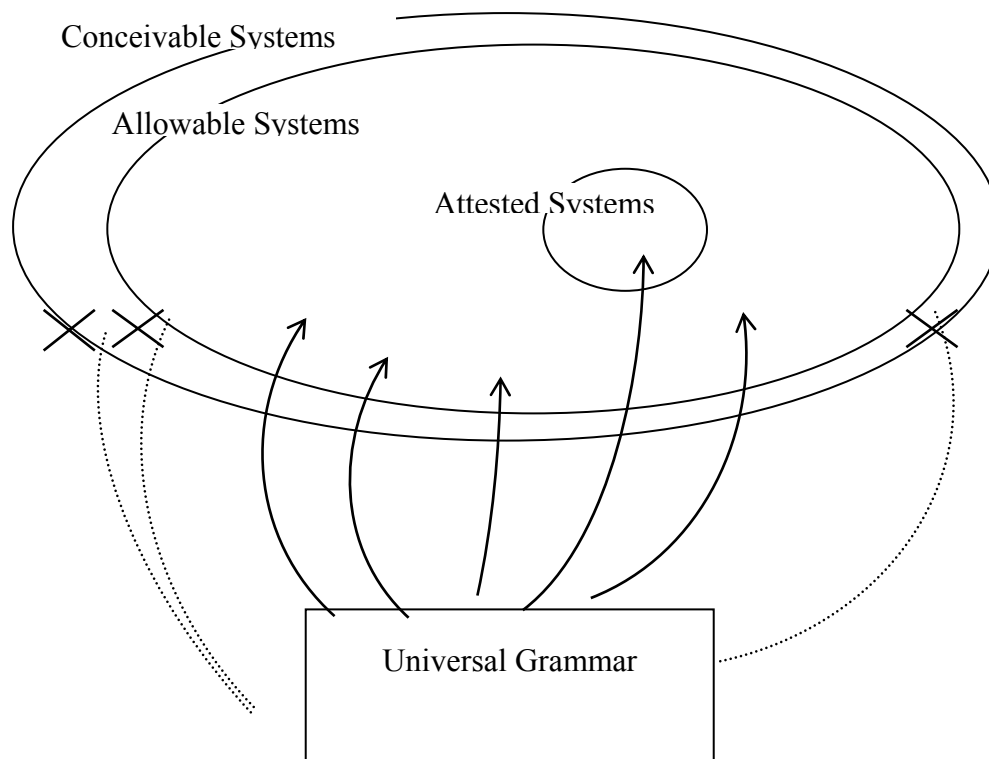 Conceivable Systems
Allowable Systems
Attested Systems
Universal Grammar